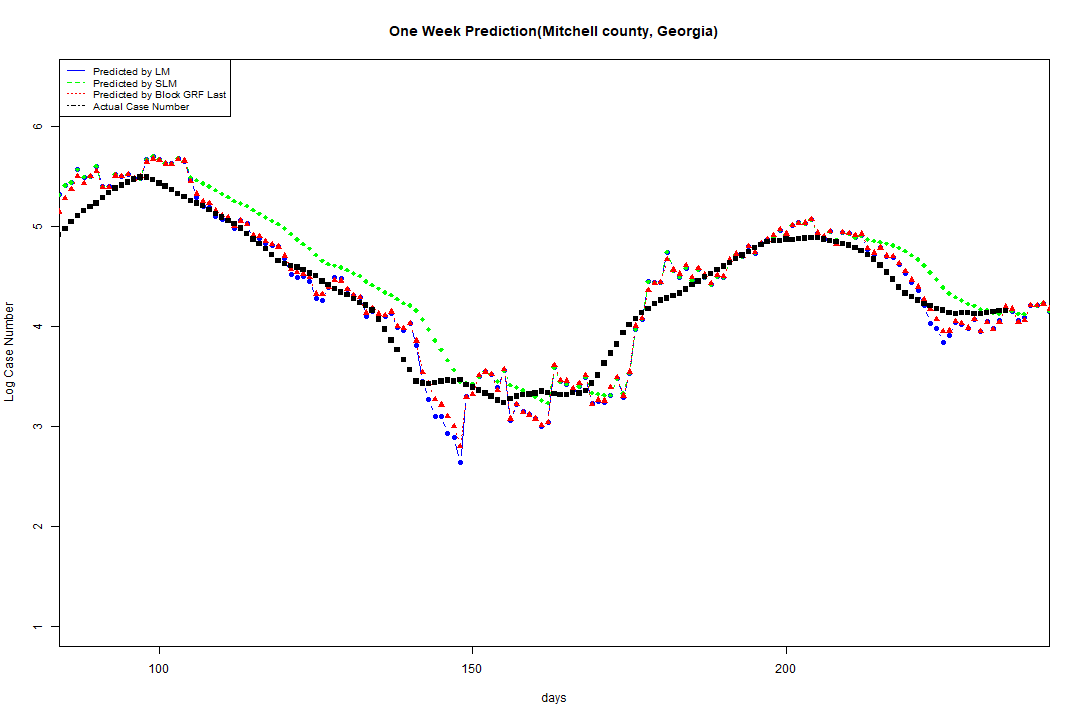 One Week Prediction(Mitchell county, Georgia)
Predicted by LM
Predicted by SLM
Predicted by Block GRF Last
Actual Case Number
Log Case Number
6
5
4
3
2
1
100 150 200
days